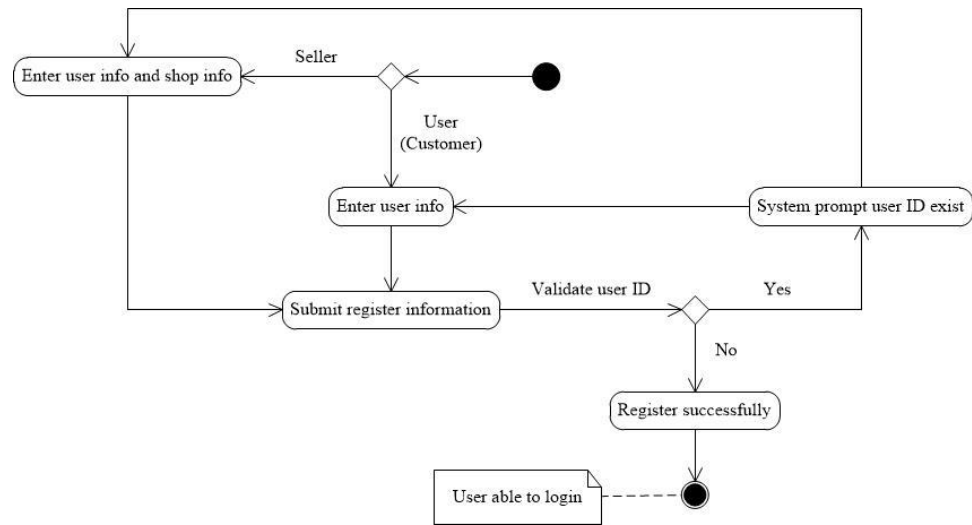 Seller
Enter user info and shop info
User
(Customer)
Enter user info
System prompt user ID exist
Submit register information
Validate user ID
Yes
No
Register successfully
User able to login